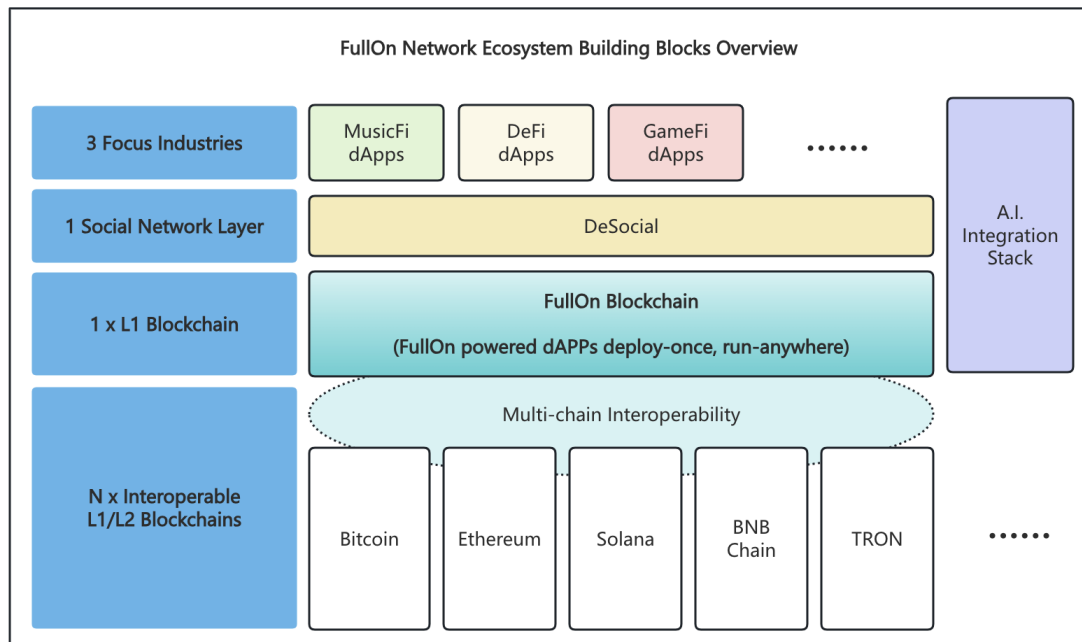 FullOn Network Ecosystem Building Blocks Overview
3 Focus Industries
MusicFi
dApps
DeFi
dApps
GameFi
dApps
......
A.I.
Integration
Stack
1 Social Network Layer
DeSocial
1 x L1 Blockchain
FullOn Blockchain
(FullOn powered dAPPs deploy-once, run-anywhere)
Multi-chain Interoperability
N x Interoperable
L1/L2 Blockchains
Bitcoin
Ethereum
Solana
BNB
Chain
TRON
......